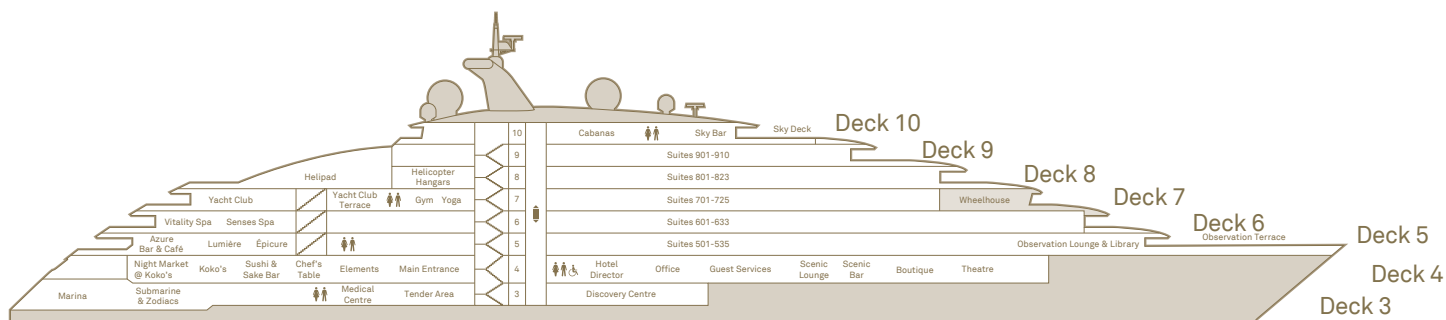 10
Cabanas
Sky Bar
Sky Deck
Deck 10
9
Suites 901-910
Deck 9
Helipad
Helicopter
Hangars
8
Suites 801-823
Deck 8
Yacht Club
Yacht Club
Terrace
Gym
Yoga
7
Suites 701-725
Wheelhouse
Deck 7
Vitality Spa
Senses Spa
6
Suites 601-633
Deck 6
Azure
Bar & Café
Lumière
Épicure
5
Suites 501-535
Observation Lounge & Library
Observation Terrace
Deck 5
Night Market
@ Koko's
Koko's
Sushi &
Sake Bar
Chef's
Table
Elements
Main Entrance
4
Hotel
Director
Office
Guest Services
Scenic
Lounge
Scenic
Bar
Boutique
Theatre
Deck 4
Marina
Submarine
& Zodiacs
Medical
Centre
Tender Area
3
Discovery Centre
Deck 3